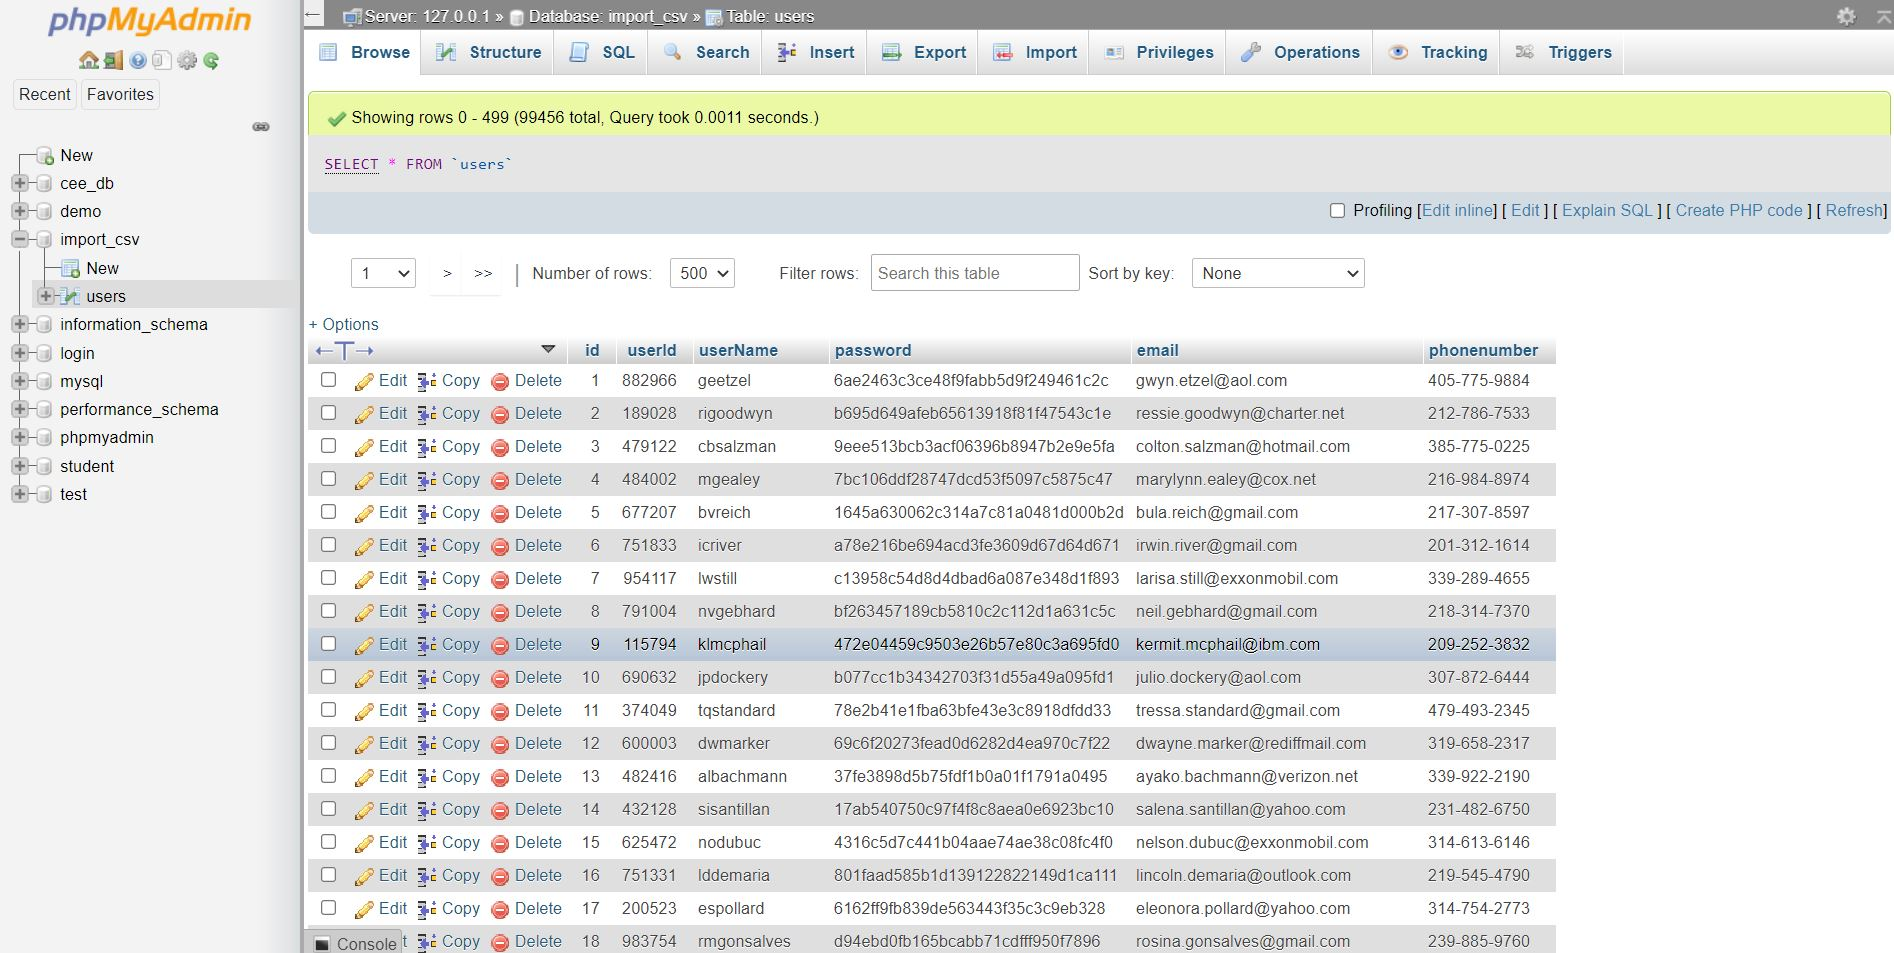 phpMyAdmin
Recent Favorites
New
cee_db
demo
import_csv
New
users
information_schema
login
mysql
performance_schema
phpmyadmin
student
test
Server: 127.0.0.1 » Database: import_csv » Table: users
Browse Structure SQL Search Insert Export Import Privileges Operations Tracking Triggers
Showing rows 0 - 499 (99456 total, Query took 0.0011 seconds.)
SELECT * FROM `users`
Profiling [Edit inline] [ Edit ] [ Explain SQL ] [ Create PHP code ] [ Refresh]
1 > >> | Number of rows: 500 Filter rows: Search this table Sort by key: None
+ Options
←T→ id userId userName password email phonenumber
Edit Copy Delete 1 882966 geetzel 6ae2463c3ce48f9fabb5d9f249461c2c gwyn.etzel@aol.com 405-775-9884
Edit Copy Delete 2 189028 rigoodwyn b695d649afeb65613918f81f47543c1e ressie.goodwyn@charter.net 212-786-7533
Edit Copy Delete 3 479122 cbsalzman 9eee513bcb3acf06396b8947b2e9e5fa colton.salzman@hotmail.com 385-775-0225
Edit Copy Delete 4 484002 mgealey 7bc106ddf28747dcd53f5097c5875c47 marylynn.ealey@cox.net 216-984-8974
Edit Copy Delete 5 677207 bvreich 1645a630062c314a7c81a0481d000b2d bula.reich@gmail.com 217-307-8597
Edit Copy Delete 6 751833 icriver a78e216be694acd3fe3609d67d64d671 irwin.river@gmail.com 201-312-1614
Edit Copy Delete 7 954117 lwstill c13958c54d8d4dbad6a087e348d1f893 larisa.still@exxonmobil.com 339-289-4655
Edit Copy Delete 8 791004 nvgebhard bf263457189cb5810c2c112d1a631c5c neil.gebhard@gmail.com 218-314-7370
Edit Copy Delete 9 115794 klmcphail 472e04459c9503e26b57e80c3a695fd0 kermit.mcphail@ibm.com 209-252-3832
Edit Copy Delete 10 690632 jpdockery b077cc1b34342703f31d55a49a095fd1 julio.dockery@aol.com 307-872-6444
Edit Copy Delete 11 374049 tqstandard 78e2b41e1fba63bfe43e3c8918dfdd33 tressa.standard@gmail.com 479-493-2345
Edit Copy Delete 12 600003 dwmarker 69c6f20273fead0d6282d4ea970c7f22 dwayne.marker@rediffmail.com 319-658-2317
Edit Copy Delete 13 482416 albachmann 37fe3898d5b75fdf1b0a01f1791a0495 ayako.bachmann@verizon.net 339-922-2190
Edit Copy Delete 14 432128 sisantillan 17ab540750c97f4f8c8aea0e6923bc10 salena.santillan@yahoo.com 231-482-6750
Edit Copy Delete 15 625472 nodubuc 4316c5d7c441b04aae74ae38c08fc4f0 nelson.dubuc@exxonmobil.com 314-613-6146
Edit Copy Delete 16 751331 lddemaria 801faad585b1d139122822149d1ca111 lincoln.demaria@outlook.com 219-545-4790
Edit Copy Delete 17 200523 espollard 6162ff9fb839de563443f35c3c9eb328 eleonora.pollard@yahoo.com 314-754-2773
Console t Copy Delete 18 983754 rmgonsalves d94ebd0fb165bcabb71cdfff950f7896 rosina.gonsalves@gmail.com 239-885-9760